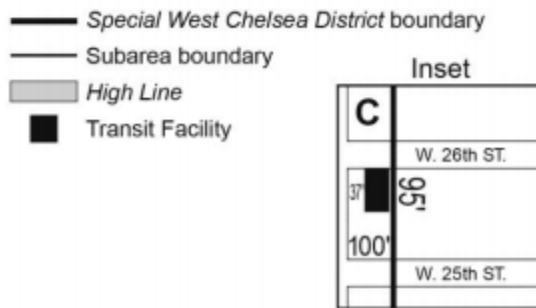 Special West Chelsea District boundary
Subarea boundary
High Line
Transit Facility
Inset
C
W. 26th ST.
37'
95'
100'
W. 25th ST.